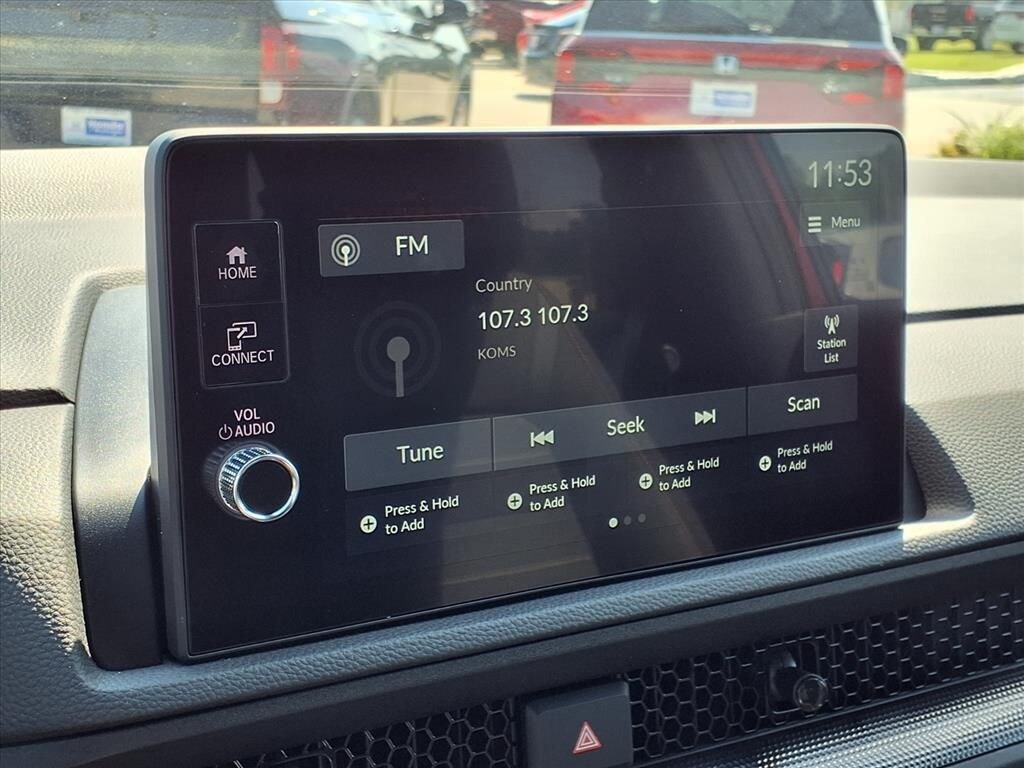 11:53
Menu
HOME
FM
Country
107.3 107.3
KOMS
CONNECT
Station
List
VOL
AUDIO
Tune
Seek
Scan
Press & Hold
to Add
Press & Hold
to Add
Press & Hold
to Add
Press & Hold
to Add